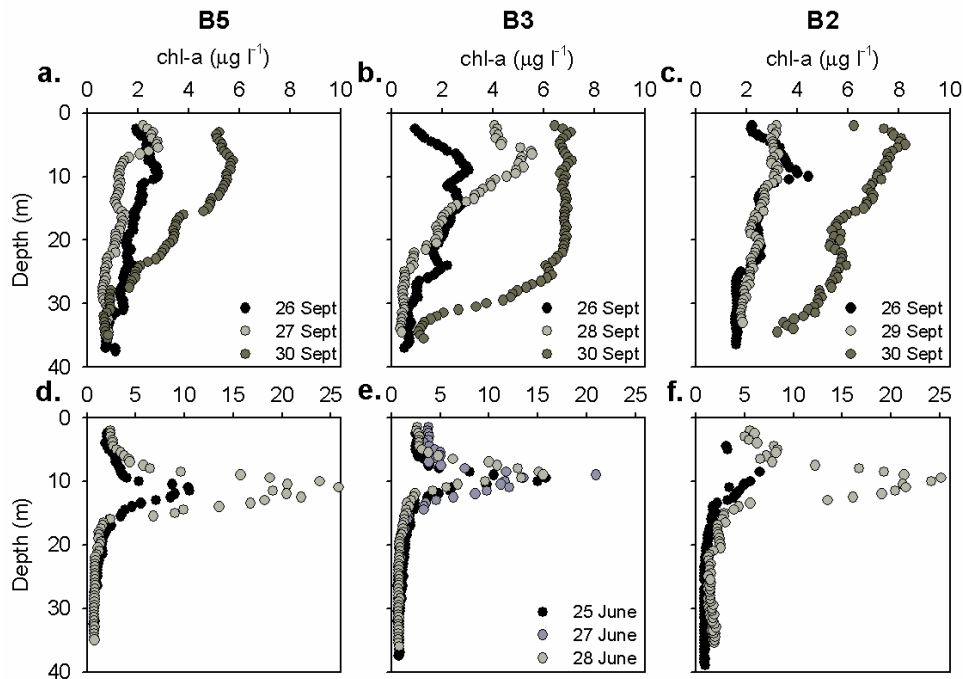 B5 B3 B2
chl-a (μg l⁻¹) chl-a (μg l⁻¹) chl-a (μg l⁻¹)
a. b. c.
0 2 4 6 8 10 0 2 4 6 8 10 0 2 4 6 8 10
0
10
20
30
40
Depth (m)
26 Sept 26 Sept 26 Sept
27 Sept 28 Sept 29 Sept
30 Sept 30 Sept 30 Sept
d. e. f.
0 5 10 15 20 25 0 5 10 15 20 25 0 5 10 15 20 25
0
10
20
30
40
Depth (m)
25 June
27 June
28 June